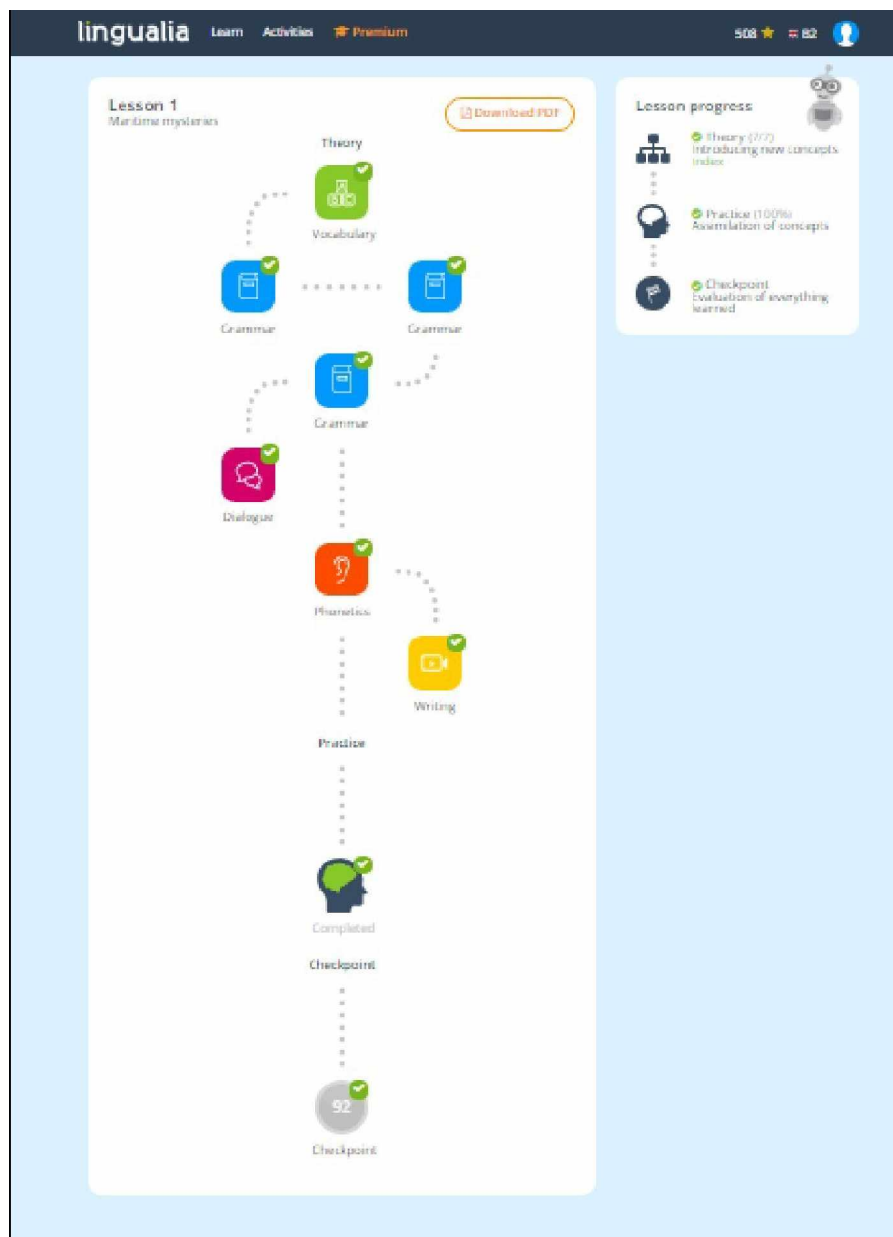 lingualia Learn Activities Premium 508 B2
Lesson 1
Maritime mysteries
Download PDF
Theory
Vocabulary
Grammar
Grammar
Grammar
Dialogue
Phonetics
Writing
Practice
Completed
Checkpoint
92
Checkpoint
Lesson progress
Theory (7/7)
Introducing new concepts
Index
Practice (100%)
Assimilation of concepts
Checkpoint
Evaluation of everything
learned